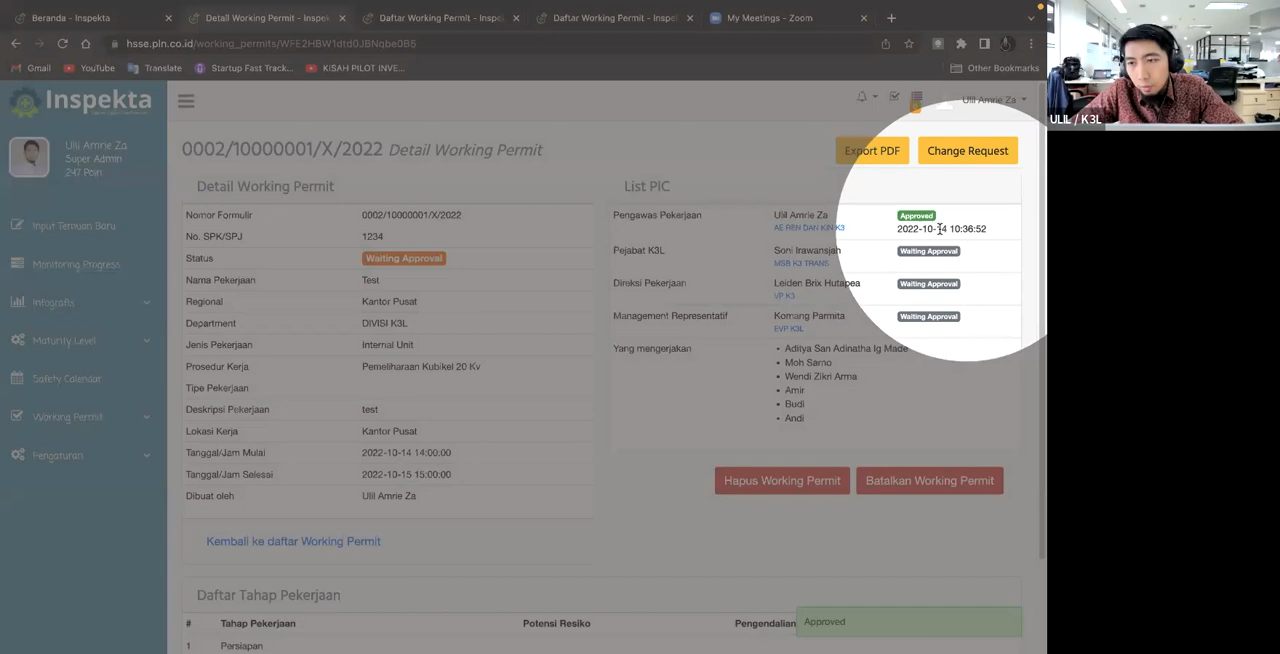 Beranda - Inspekta
Detail Working Permit - Inspek
Daftar Working Permit - Inspe
Daftar Working Permit - Inspe
My Meetings - Zoom
hsse.pln.co.id/working_permits/WFE2HBW1dtd0JBNqbe0B5
Gmail
YouTube
Translate
Startup Fast Track...
KISAH PILOT INVE...
Other Bookmarks
Inspekta
Ulil Amrie Za
Super Admin
247 Poin
Input Temuan Baru
Monitoring Progress
Infografis
Maturity Level
Safety Calendar
Working Permit
Pengaturan
Ulil Amrie Za
ULIL / K3L
0002/10000001/X/2022 Detail Working Permit
Export PDF
Change Request
Detail Working Permit
Nomor Formulir 0002/10000001/X/2022
No. SPK/SPJ 1234
Status Waiting Approval
Nama Pekerjaan Test
Regional Kantor Pusat
Department DIVISI K3L
Jenis Pekerjaan Internal Unit
Prosedur Kerja Pemeliharaan Kubikel 20 Kv
Tipe Pekerjaan
Deskripsi Pekerjaan test
Lokasi Kerja Kantor Pusat
Tanggal/Jam Mulai 2022-10-14 14:00:00
Tanggal/Jam Selesai 2022-10-15 15:00:00
Dibuat oleh Ulil Amrie Za
Kembali ke daftar Working Permit
List PIC
Pengawas Pekerjaan Ulil Amrie Za Approved
AE REN DAN KIN K3 2022-10-14 10:36:52
Pejabat K3L Soni Irawansjah Waiting Approval
MSB K3 TRANS
Direksi Pekerjaan Leiden Brix Hutapea Waiting Approval
VP K3
Management Representatif Komang Parmita Waiting Approval
EVP K3L
Yang mengerjakan • Aditya San Adinatha Ig Made
• Moh Sarno
• Wendi Zikri Arma
• Amir
• Budi
• Andi
Hapus Working Permit
Batalkan Working Permit
Daftar Tahap Pekerjaan
# Tahap Pekerjaan Potensi Resiko Pengendalian
1 Persiapan
Approved